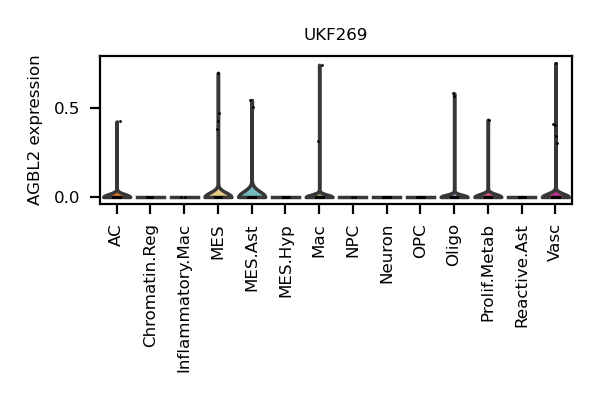 UKF269
AGBL2 expression
0.5
0.0
AC
Chromatin.Reg
Inflammatory.Mac
MES
MES.Ast
MES.Hyp
Mac
NPC
Neuron
OPC
Oligo
Prolif.Metab
Reactive.Ast
Vasc